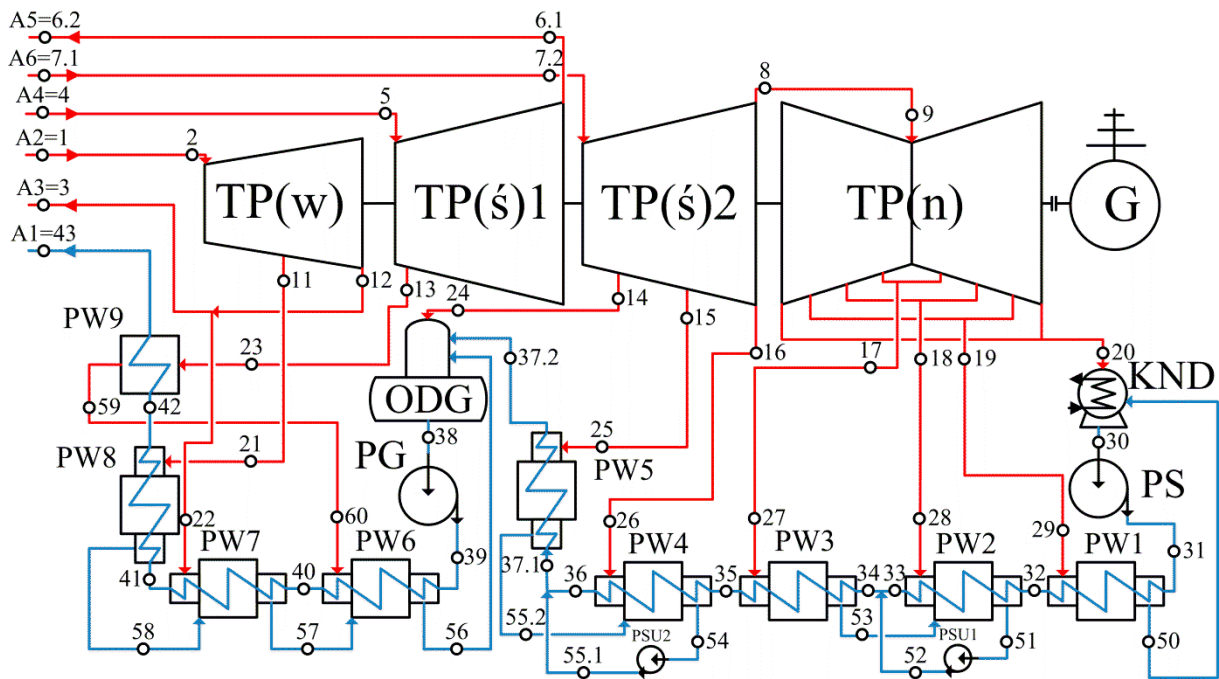 A5=6.2
6.1
A6=7.1
7.2
8
A4=4
5
9
A2=1
2
A3=3
TP(w)
TP(ś)1
TP(ś)2
TP(n)
G
A1=43
11
12
13
24
14
15
16
17
18
19
20
PW9
23
37.2
KND
59
42
ODG
38
25
30
PW8
21
PG
PW5
PS
22
60
26
27
28
29
PW7
PW6
39
37.1
PW4
PW3
PW2
PW1
31
41
40
36
35
34
33
32
58
57
56
55.2
54
53
51
50
PSU2
PSU1
55.1
52